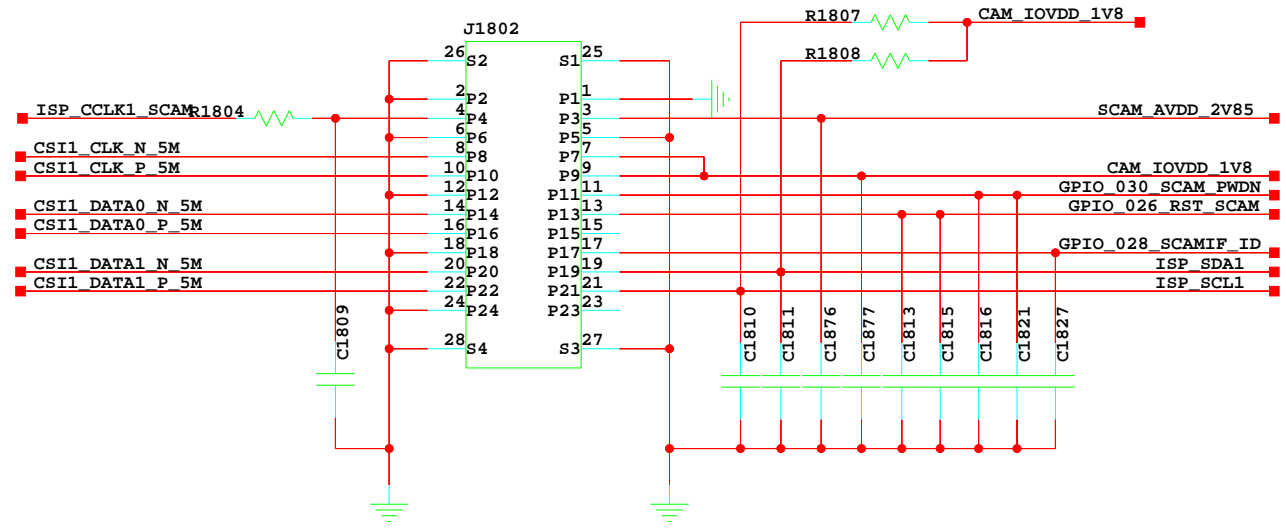 R1807
CAM_IOVDD_1V8
J1802
R1808
26 S2 S1 25
2 P2 P1 1
ISP_CCLK1_SCAM R1804 4 P4 P3 3 SCAM_AVDD_2V85
6 P6 P5 5
CSI1_CLK_N_5M 8 P8 P7 7
CSI1_CLK_P_5M 10 P10 P9 9 CAM_IOVDD_1V8
12 P12 P11 11 GPIO_030_SCAM_PWDN
CSI1_DATA0_N_5M 14 P14 P13 13 GPIO_026_RST_SCAM
CSI1_DATA0_P_5M 16 P16 P15 15
18 P18 P17 17 GPIO_028_SCAMIF_ID
CSI1_DATA1_N_5M 20 P20 P19 19 ISP_SDA1
CSI1_DATA1_P_5M 22 P22 P21 21 ISP_SCL1
24 P24 P23 23
28 S4 S3 27
C1809
C1810
C1811
C1876
C1877
C1813
C1815
C1816
C1821
C1827